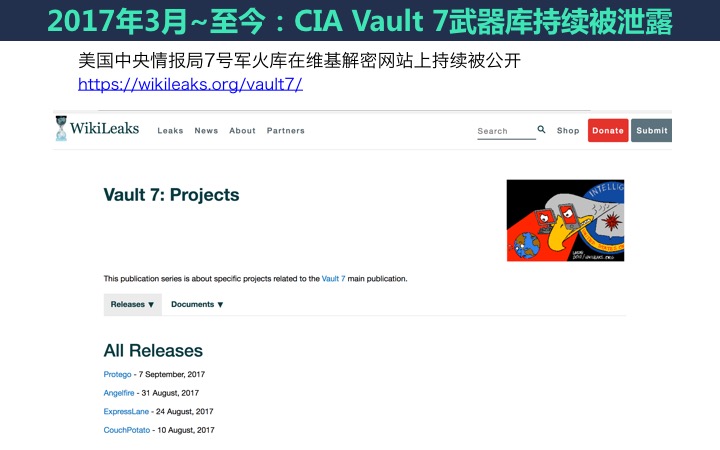 2017年3月~至今：CIA Vault 7武器库持续被泄露
美国中央情报局7号军火库在维基解密网站上持续被公开
https://wikileaks.org/vault7/
WikiLeaks Leaks News About Partners Search Shop Donate Submit
Vault 7: Projects
This publication series is about specific projects related to the Vault 7 main publication.
Releases ▼ Documents ▼
All Releases
Protego - 7 September, 2017
Angelfire - 31 August, 2017
ExpressLane - 24 August, 2017
CouchPotato - 10 August, 2017